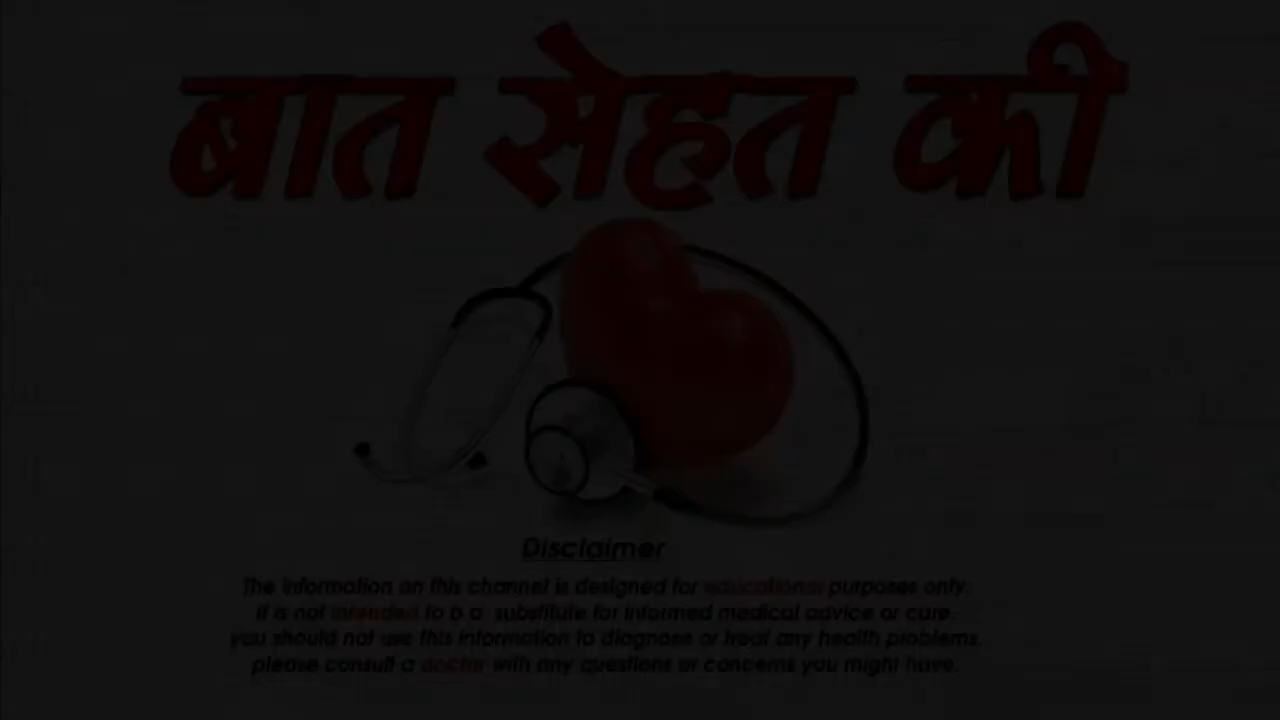 बात सेहत की
Disclaimer
The information on this channel is designed for educational purposes only.
it is not intended to b a substitute for informed medical advice or care.
you should not use this information to diagnose or treat any health problems.
please consult a doctor with any questions or concerns you might have.